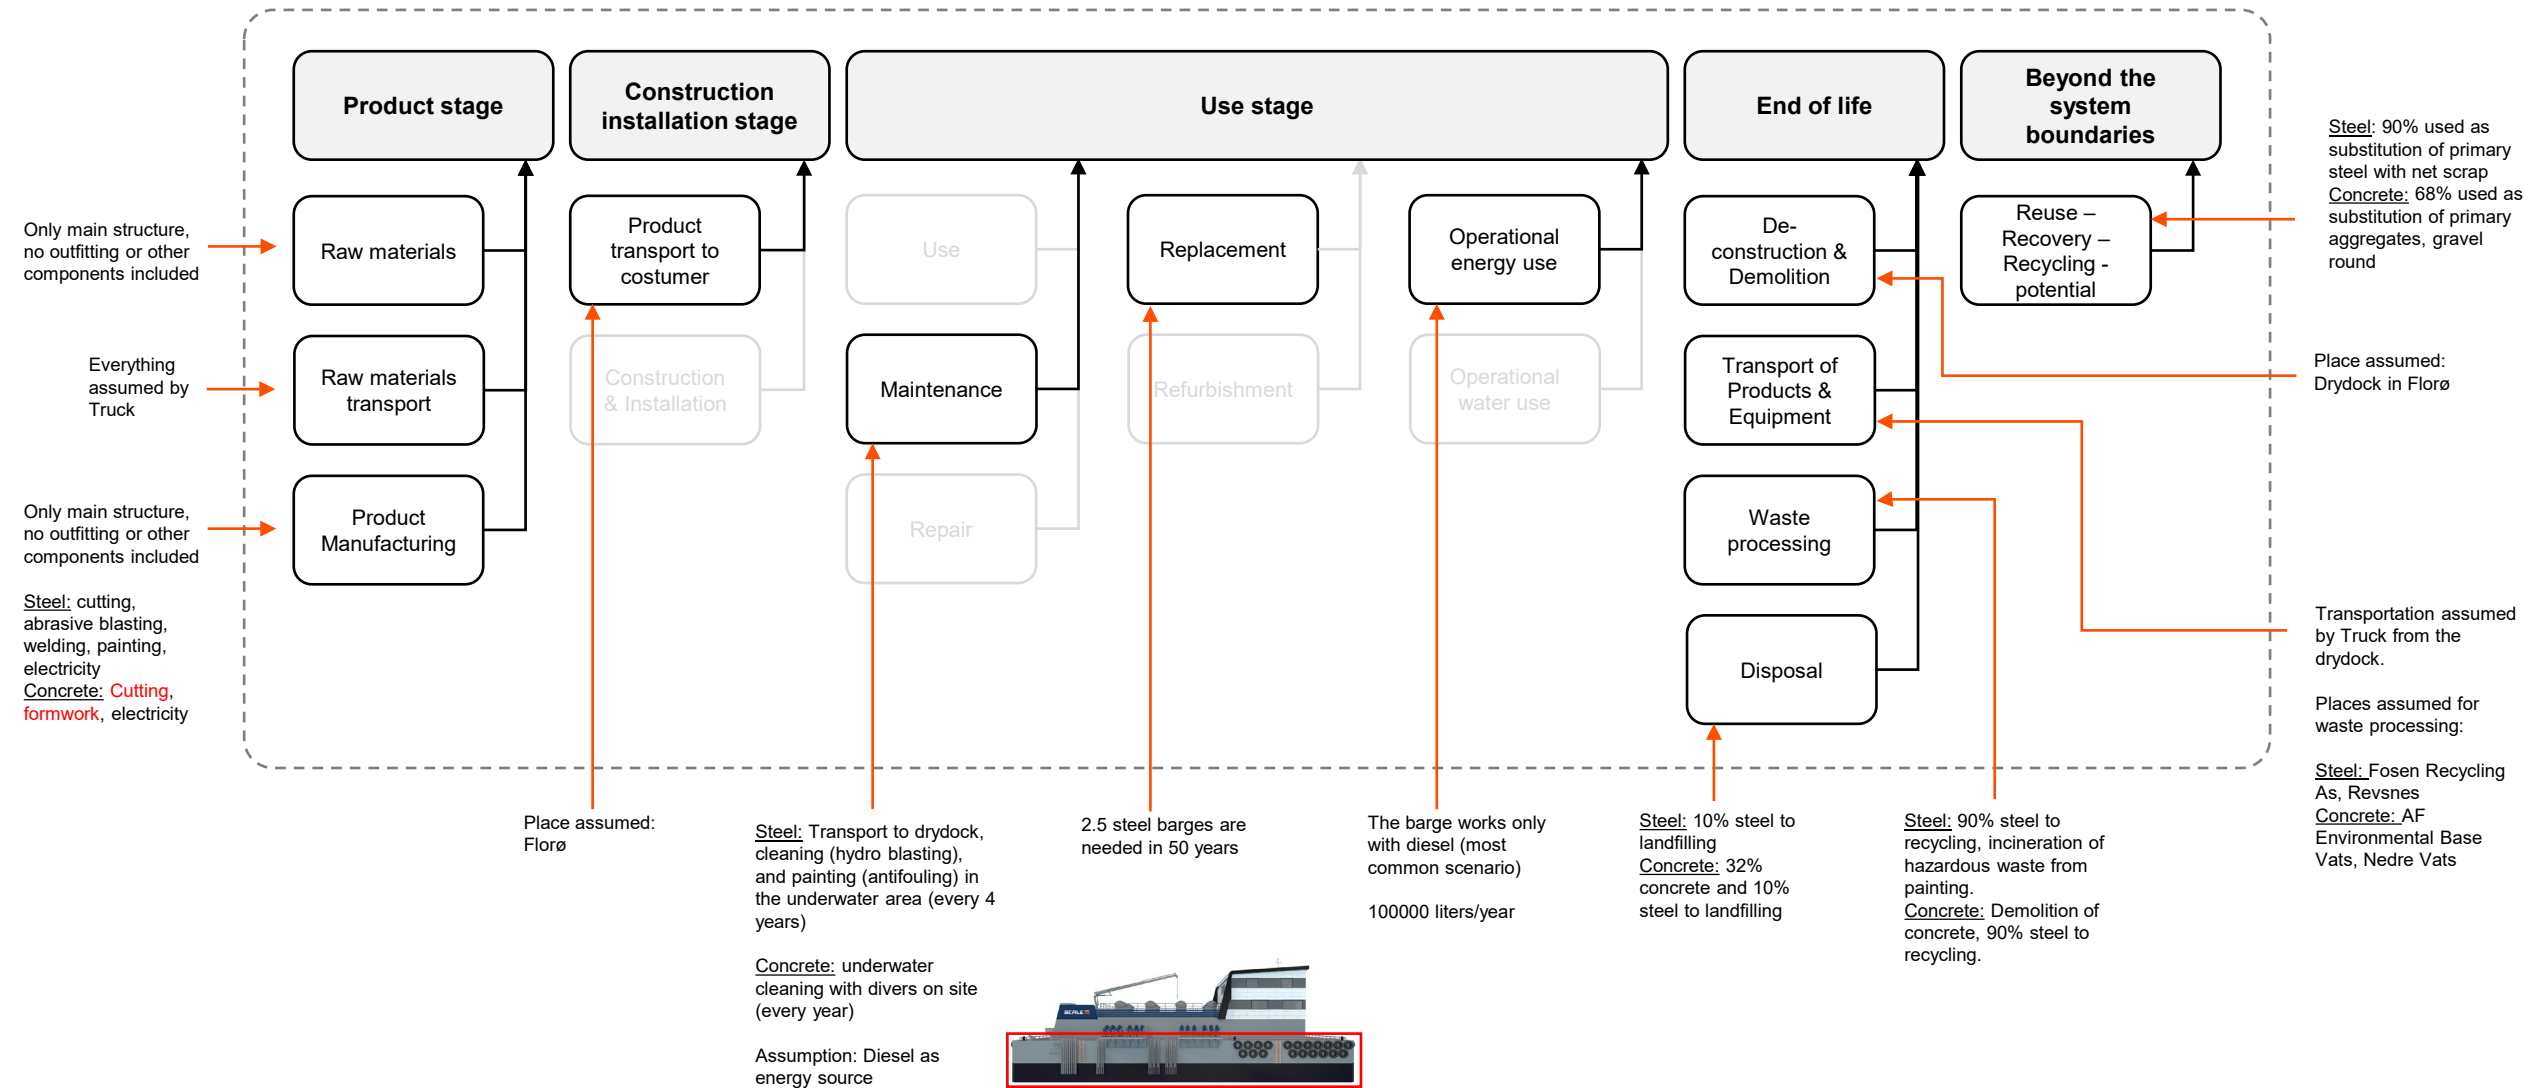 Product stage
Construction
installation stage
Use stage
End of life
Beyond the
system
boundaries
Steel: 90% used as
substitution of primary
steel with net scrap
Concrete: 68% used as
substitution of primary
aggregates, gravel
round
Only main structure,
no outfitting or other
components included
Raw materials
Product
transport to
costumer
Use
Replacement
Operational
energy use
De-
construction &
Demolition
Reuse –
Recovery –
Recycling -
potential
Everything
assumed by
Truck
Raw materials
transport
Construction
& Installation
Maintenance
Refurbishment
Operational
water use
Transport of
Products &
Equipment
Place assumed:
Drydock in Florø
Only main structure,
no outfitting or other
components included
Steel: cutting,
abrasive blasting,
welding, painting,
electricity
Concrete: Cutting,
formwork, electricity
Product
Manufacturing
Repair
Waste
processing
Disposal
Transportation assumed
by Truck from the
drydock.
Places assumed for
waste processing:
Steel: Fosen Recycling
As, Revsnes
Concrete: AF
Environmental Base
Vats, Nedre Vats
Place assumed:
Florø
Steel: Transport to drydock,
cleaning (hydro blasting),
and painting (antifouling) in
the underwater area (every 4
years)
Concrete: underwater
cleaning with divers on site
(every year)
Assumption: Diesel as
energy source
2.5 steel barges are
needed in 50 years
The barge works only
with diesel (most
common scenario)
100000 liters/year
Steel: 10% steel to
landfilling
Concrete: 32%
concrete and 10%
steel to landfilling
Steel: 90% steel to
recycling, incineration of
hazardous waste from
painting.
Concrete: Demolition of
concrete, 90% steel to
recycling.
SCALE